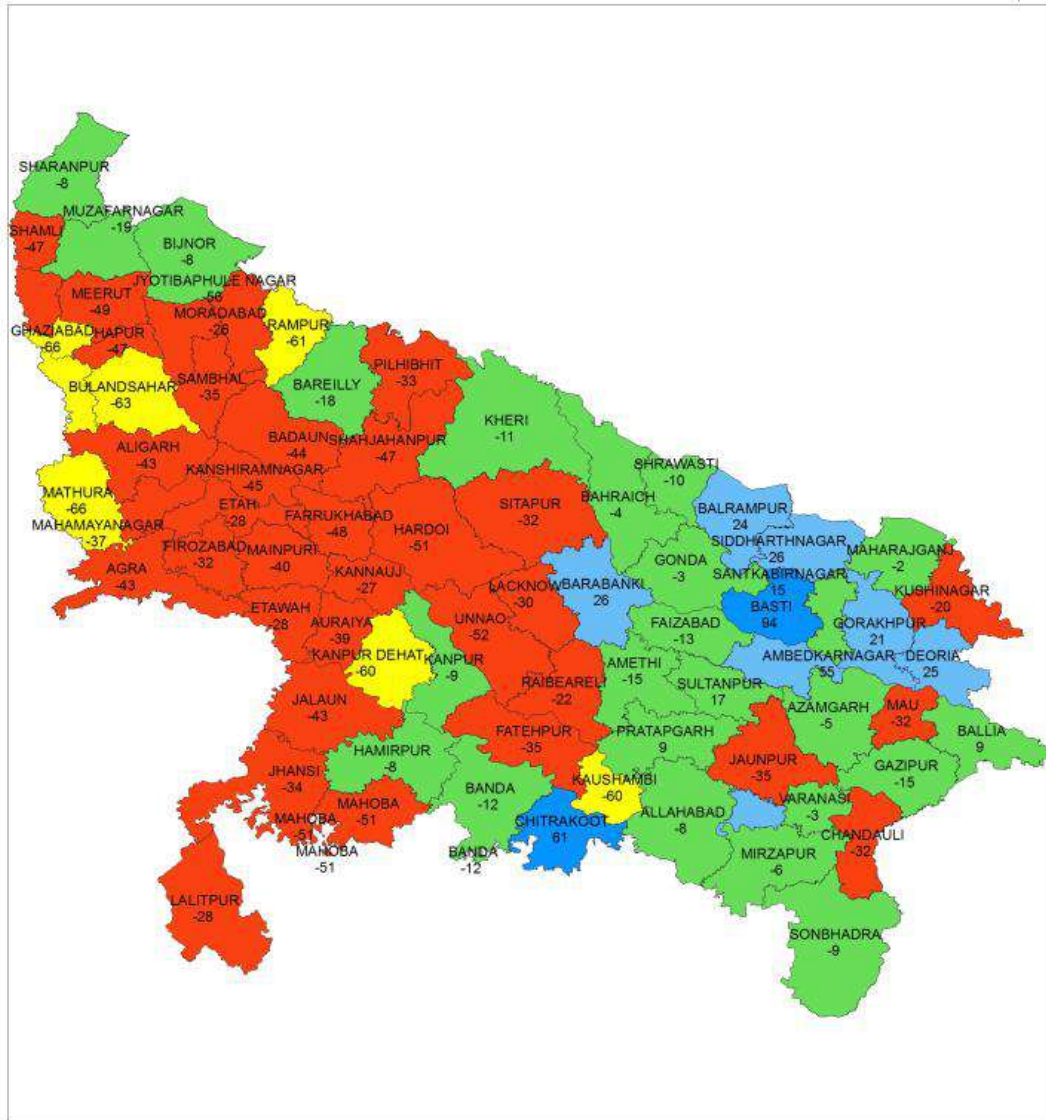 SHARANPUR
-8
MUZAFARNAGAR
-19
SHAMLI
-47
BIJNOR
-8
JYOTIBAPHULE NAGAR
-56
MEERUT
-49
MORADABAD
-26
RAMPUR
-61
GHAZIABAD
-66
HAPUR
-47
PILHIBHIT
-33
BULANDSAHAR
-63
SAMBHAL
-35
BAREILLY
-18
KHERI
-11
ALIGARH
-43
BADAUN
-44
SHAHJAHANPUR
-47
KANSHIRAMNAGAR
-45
SHRAWASTI
-10
MATHURA
-66
MAHAMAYANAGAR
-37
ETAH
-28
FARRUKHABAD
-48
HARDOI
-51
SITAPUR
-32
BAHRAICH
-4
BALRAMPUR
24
SIDDHARTHNAGAR
26
MAHARAJGANJ
-2
FIROZABAD
-32
MAINPURI
-40
GONDA
-3
AGRA
-43
KANNAUJ
-27
LACKNOW
-30
BARABANKI
26
SANTKABIRNAGAR
-15
KUSHINAGAR
-20
BASTI
94
ETAWAH
-28
AURAIYA
-39
UNNAO
-52
FAIZABAD
-13
GORAKHPUR
21
KANPUR DEHAT
-60
KANPUR
-9
AMETHI
-15
AMBEDKARNAGAR
55
DEORIA
25
RAIBEARELI
-22
SULTANPUR
17
JALAUN
-43
AZAMGARH
-5
MAU
-32
FATEHPUR
-35
PRATAPGARH
9
BALLIA
9
HAMIRPUR
-8
JAUNPUR
-35
GAZIPUR
-15
JHANSI
-34
BANDA
-12
KAUSHAMBI
-60
MAHOBA
-51
ALLAHABAD
-8
VARANASI
-3
MAHOBA
-51
CHITRAKOOT
61
CHANDAULI
-32
MAHOBA
-51
BANDA
-12
MIRZAPUR
-6
LALITPUR
-28
SONBHADRA
-9